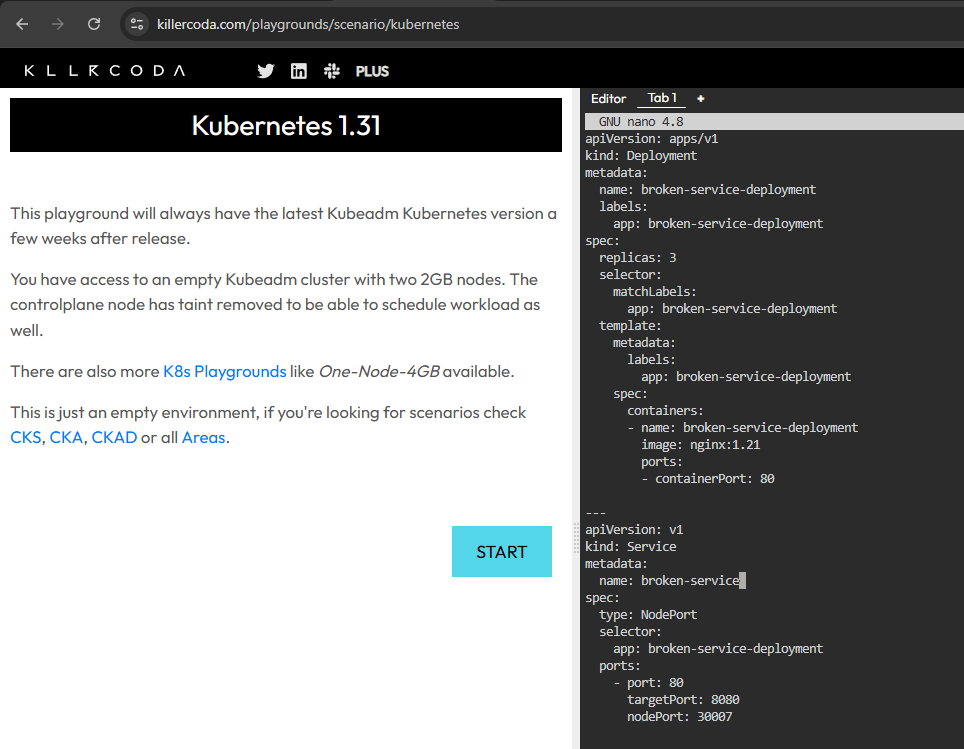 killercoda.com/playgrounds/scenario/kubernetes
KLLRCODA
PLUS
Kubernetes 1.31
This playground will always have the latest Kubeadm Kubernetes version a
few weeks after release.
You have access to an empty Kubeadm cluster with two 2GB nodes. The
controlplane node has taint removed to be able to schedule workload as
well.
There are also more K8s Playgrounds like One-Node-4GB available.
This is just an empty environment, if you're looking for scenarios check
CKS, CKA, CKAD or all Areas.
START
Editor Tab 1 +
GNU nano 4.8
apiVersion: apps/v1
kind: Deployment
metadata:
  name: broken-service-deployment
  labels:
    app: broken-service-deployment
spec:
  replicas: 3
  selector:
    matchLabels:
      app: broken-service-deployment
  template:
    metadata:
      labels:
        app: broken-service-deployment
    spec:
      containers:
      - name: broken-service-deployment
        image: nginx:1.21
        ports:
        - containerPort: 80
---
apiVersion: v1
kind: Service
metadata:
  name: broken-service
spec:
  type: NodePort
  selector:
    app: broken-service-deployment
  ports:
    - port: 80
      targetPort: 8080
      nodePort: 30007